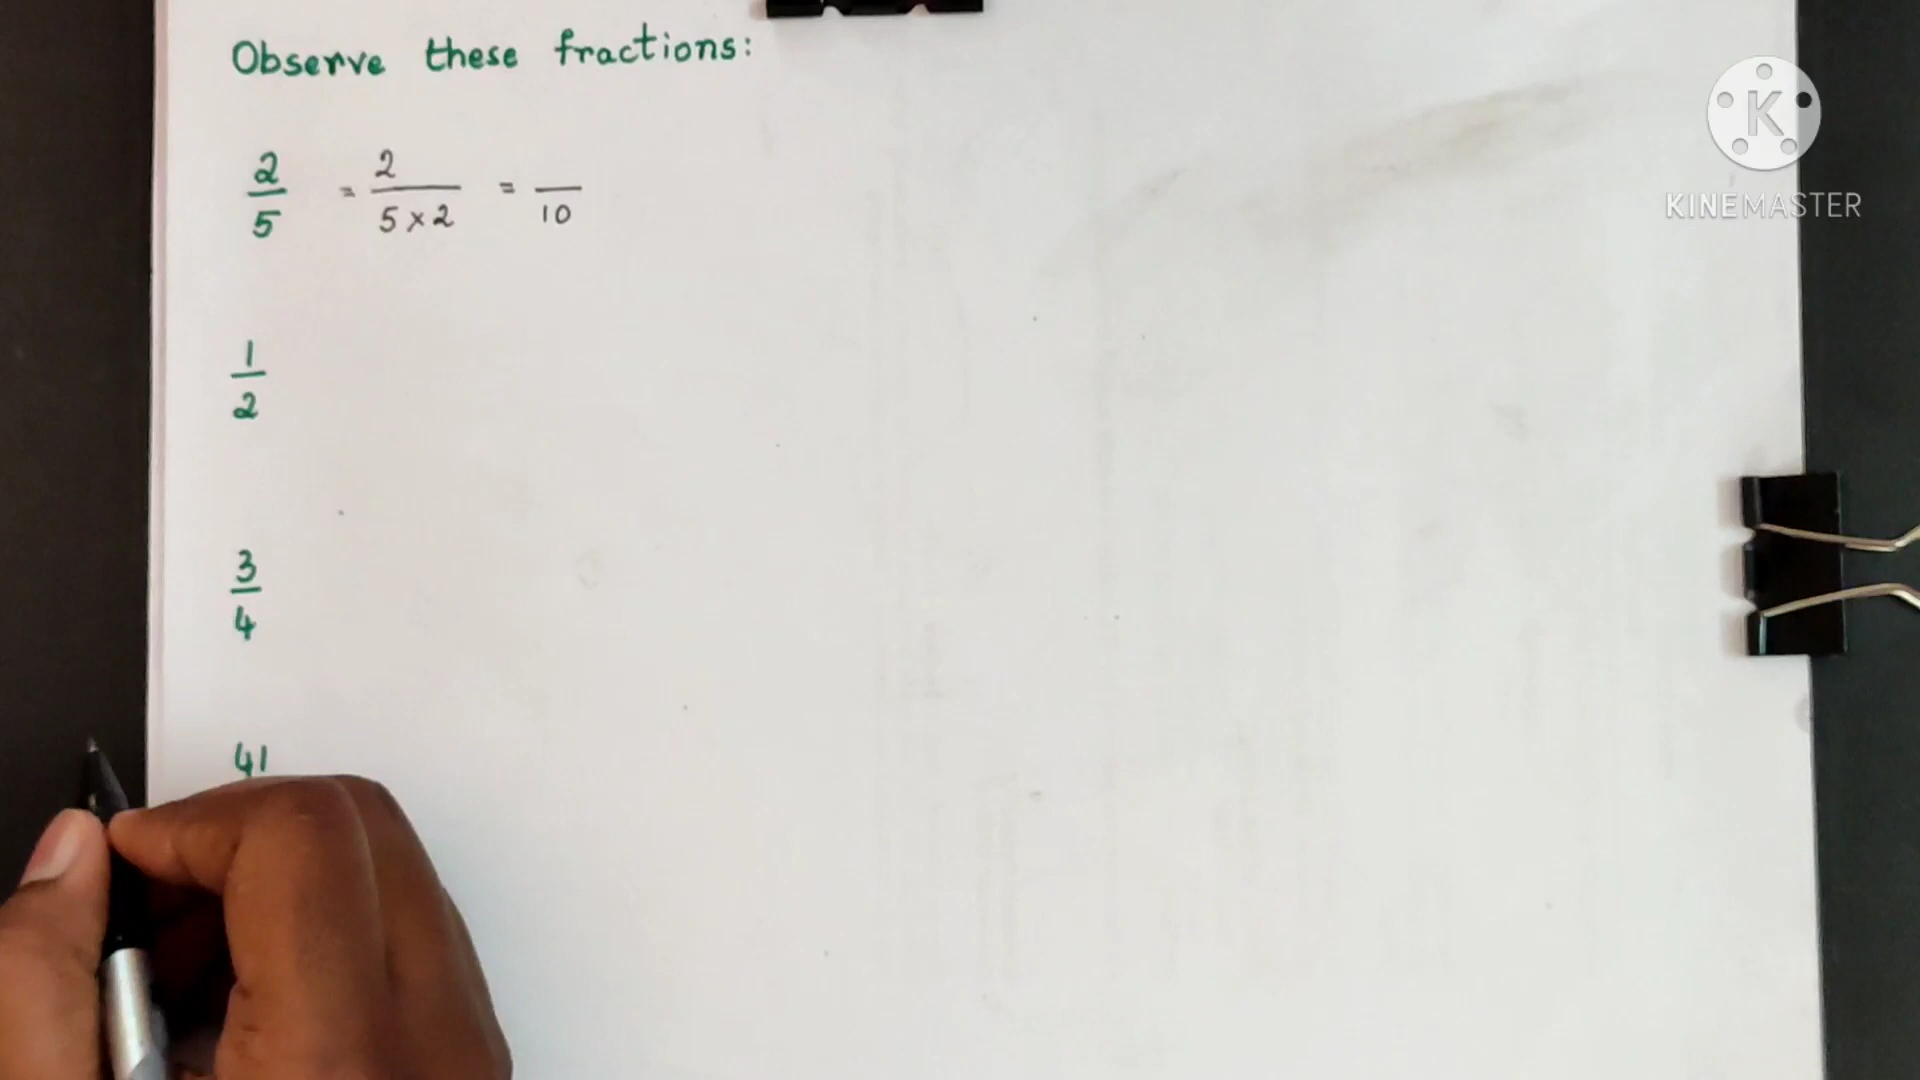 Observe these fractions:
2/5 = 2/(5 × 2) = /10
1/2
3/4
41
K
KINEMASTER